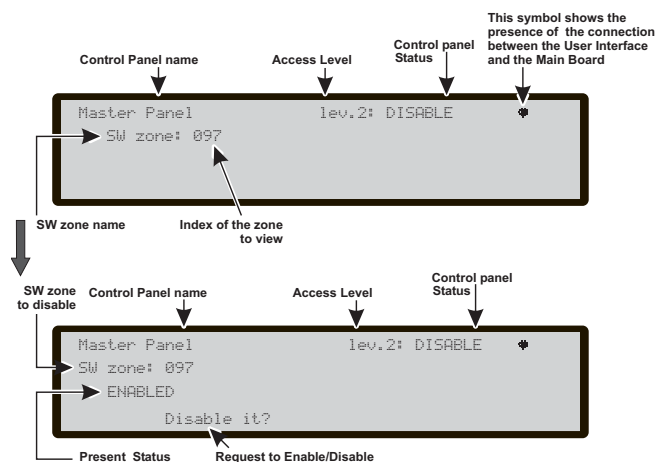 This symbol shows the
presence of the connection
between the User Interface
and the Main Board
Control panel
Status
Control Panel name
Access Level
Master Panel lev.2: DISABLE
SW zone: 097
SW zone name
Index of the zone
to view
SW zone
to disable
Control Panel name
Access Level
Control panel
Status
Master Panel lev.2: DISABLE
SW zone: 097
ENABLED
Disable it?
Present Status
Request to Enable/Disable